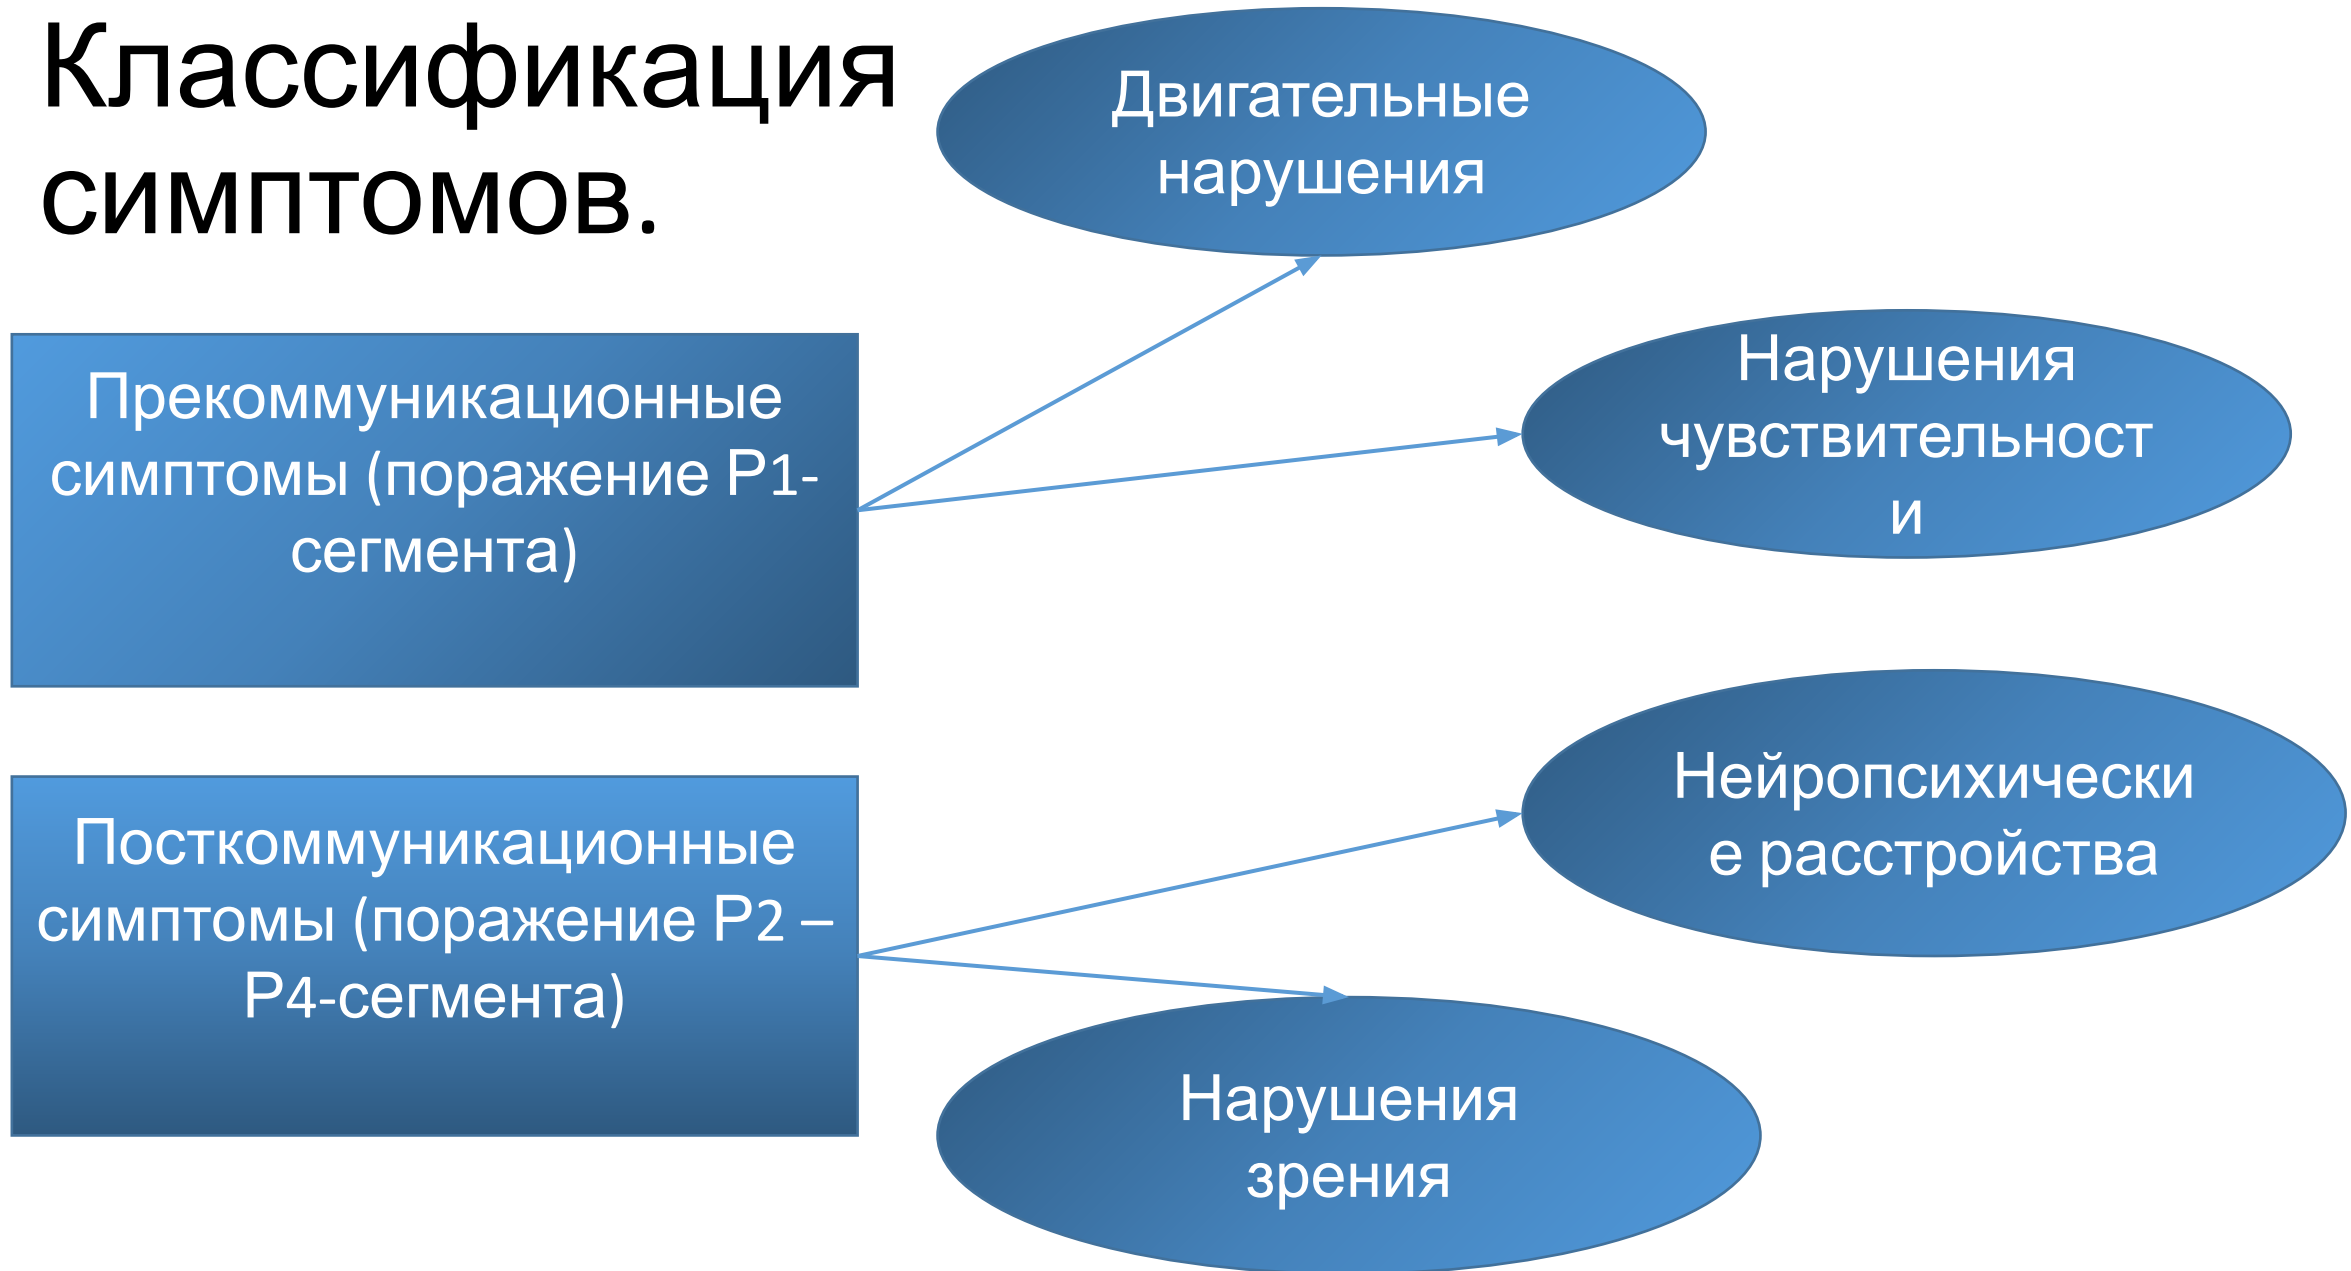 Классификация
симптомов.
Двигательные
нарушения
Прекоммуникационные
симптомы (поражение Р1-
сегмента)
Нарушения
чувствительност
и
Посткоммуникационные
симптомы (поражение Р2 –
Р4-сегмента)
Нейропсихически
е расстройства
Нарушения
зрения